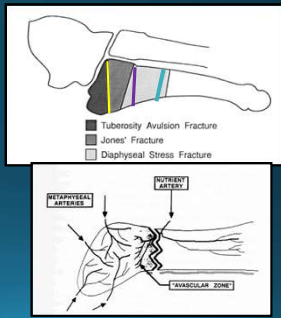 Tuberosity Avulsion Fracture
Jones' Fracture
Diaphyseal Stress Fracture
NUTRIENT
ARTERY
METAPHYSEAL
ARTERIES
"AVASCULAR ZONE"